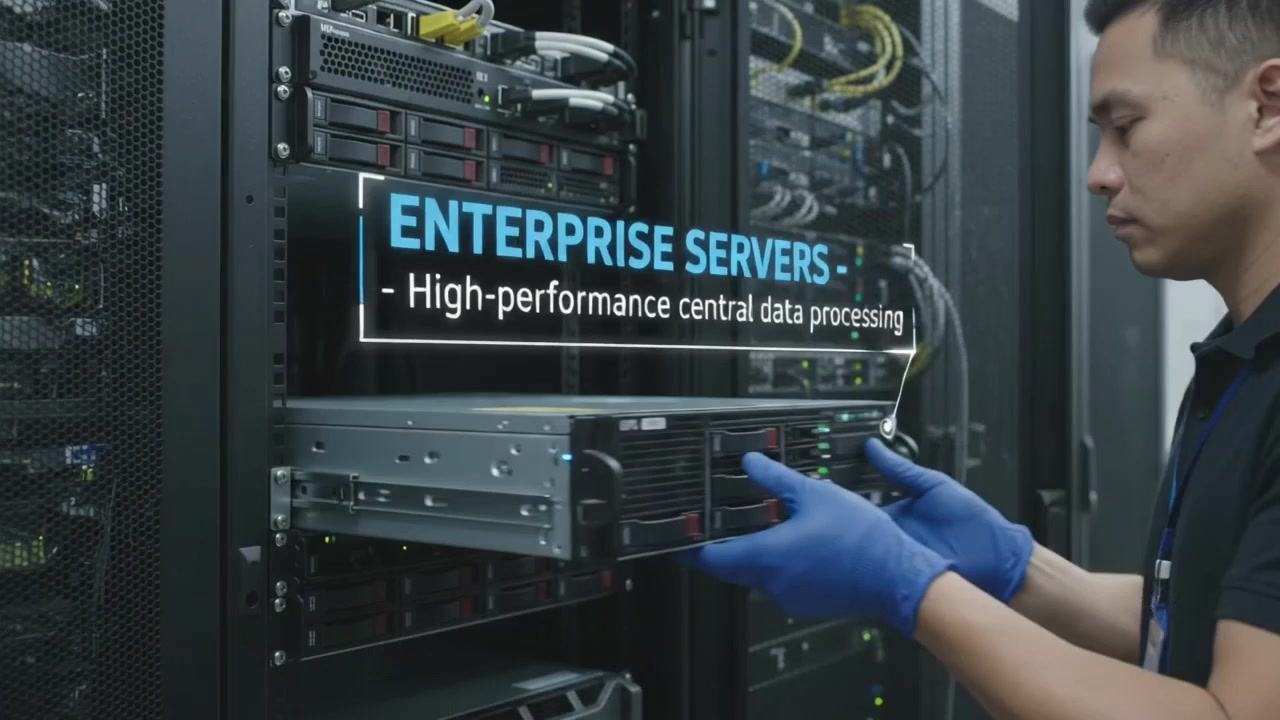 ENTERPRISE SERVERS -
- High-performance central data processing